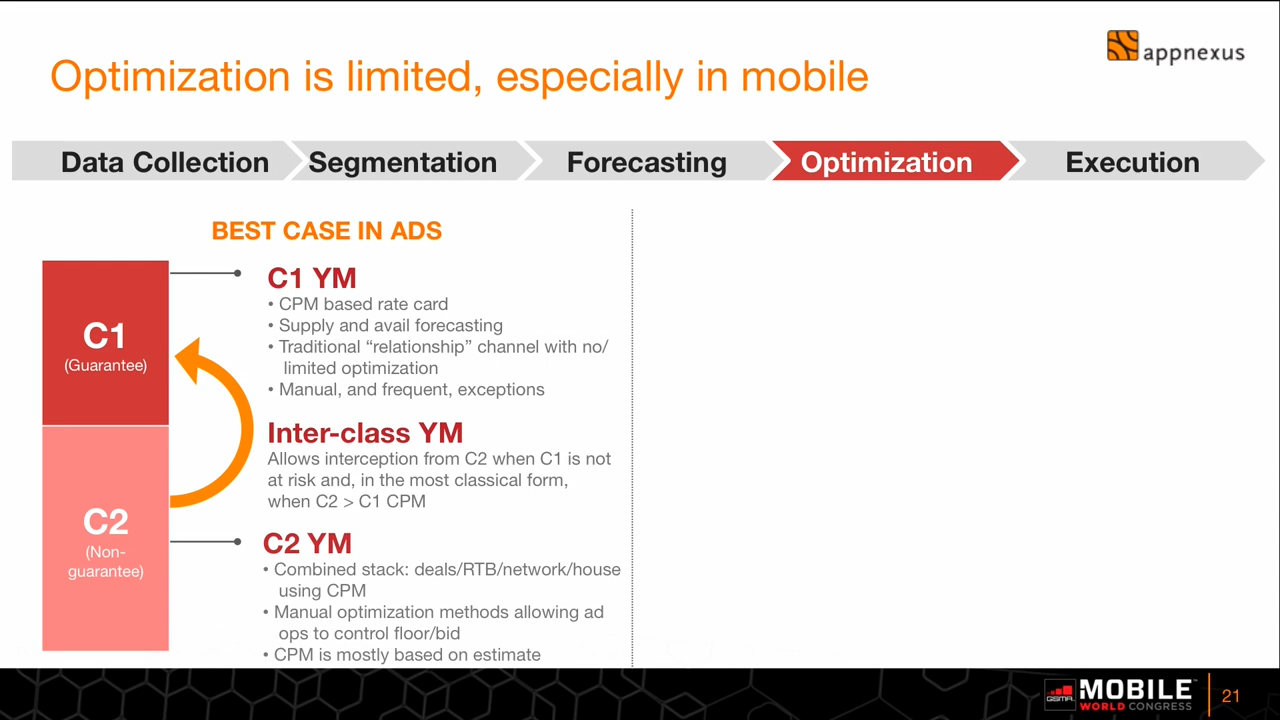 appnexus
Optimization is limited, especially in mobile
Data Collection
Segmentation
Forecasting
Optimization
Execution
BEST CASE IN ADS
C1
(Guarantee)
C1 YM
• CPM based rate card
• Supply and avail forecasting
• Traditional “relationship” channel with no/
limited optimization
• Manual, and frequent, exceptions
Inter-class YM
Allows interception from C2 when C1 is not
at risk and, in the most classical form,
when C2 > C1 CPM
C2
(Non-
guarantee)
C2 YM
• Combined stack: deals/RTB/network/house
using CPM
• Manual optimization methods allowing ad
ops to control floor/bid
• CPM is mostly based on estimate
GSMA
MOBILE
WORLD CONGRESS
21